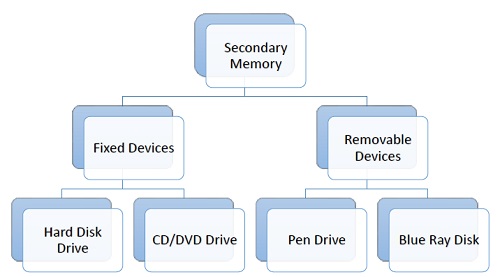 Secondary
Memory
Fixed Devices
Removable
Devices
Hard Disk
Drive
CD/DVD Drive
Pen Drive
Blue Ray Disk